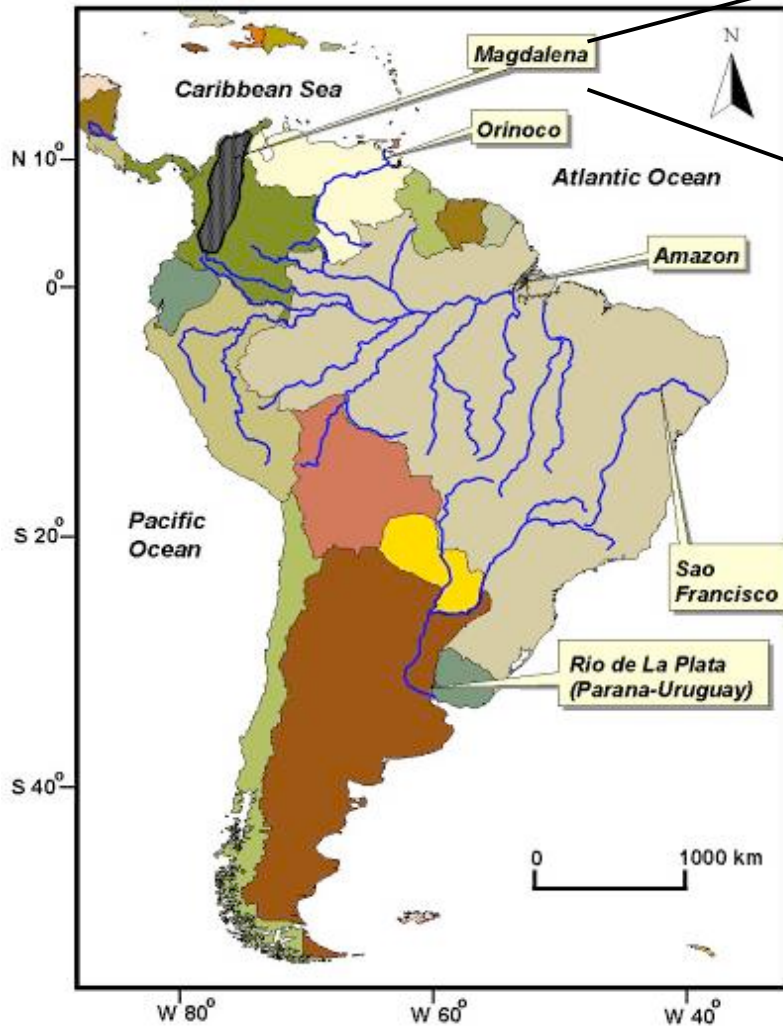 Magdalena
N
Caribbean Sea
Orinoco
N 10°
Atlantic Ocean
Amazon
0°
Pacific
Ocean
S 20°
Sao
Francisco
Rio de La Plata
(Parana-Uruguay)
S 40°
0 1000 km
W 80° W 60° W 40°